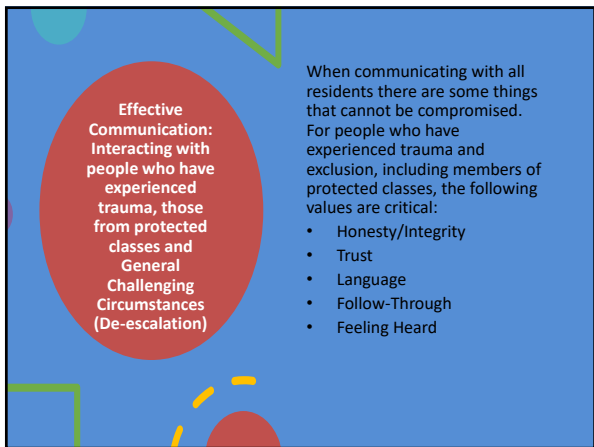 Effective
Communication:
Interacting with
people who have
experienced
trauma, those
from protected
classes and
General
Challenging
Circumstances
(De-escalation)
When communicating with all
residents there are some things
that cannot be compromised.
For people who have
experienced trauma and
exclusion, including members of
protected classes, the following
values are critical:
• Honesty/Integrity
• Trust
• Language
• Follow-Through
• Feeling Heard